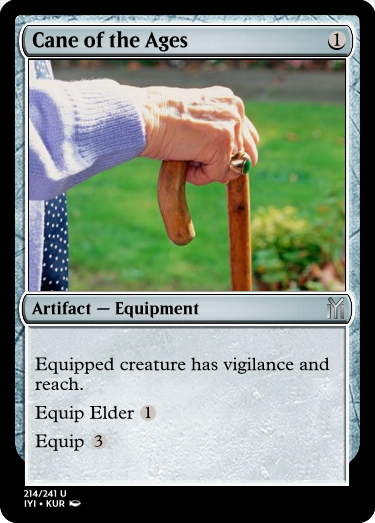 Cane of the Ages 1
Artifact — Equipment
Equipped creature has vigilance and
reach.
Equip Elder 1
Equip 3
214/241 U
IYI • KUR